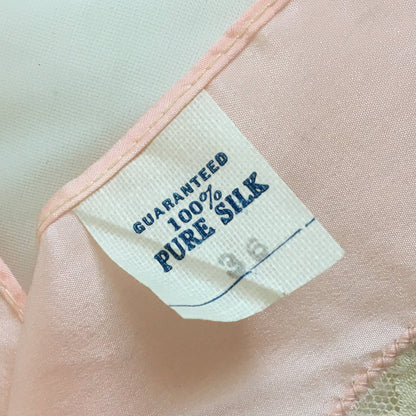 GUARANTEED
100%
PURE SILK
36